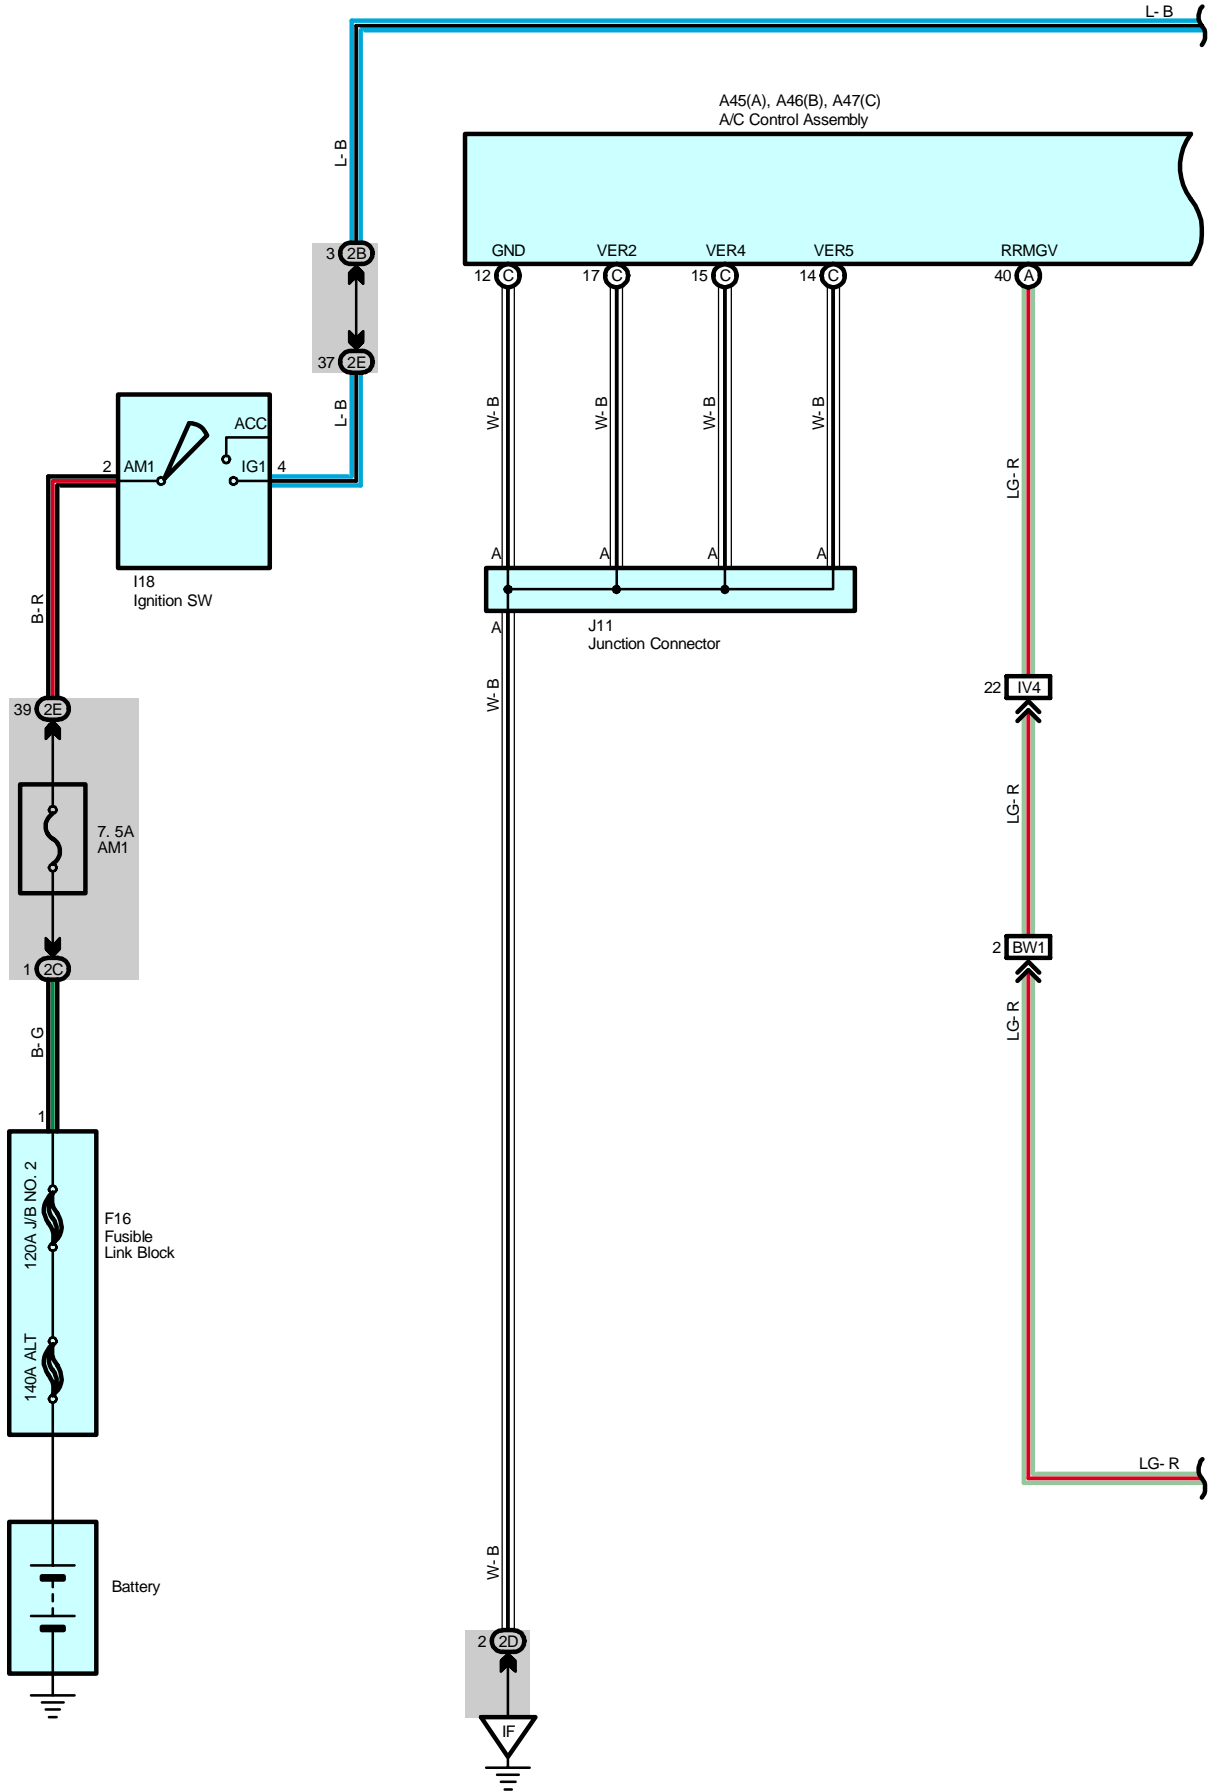 L- B
A45(A), A46(B), A47(C)
A/C Control Assembly
L- B
3 2B
GND VER2 VER4 VER5 RRMGV
12 C 17 C 15 C 14 C 40 A
37 2E
L- B
W- B W- B W- B W- B
ACC
2 AM1 IG1 4
LG- R
I18
Ignition SW
A A A A
B- R
J11
Junction Connector
A
W- B
22 IV4
39 2E
LG- R
7. 5A
AM1
2 BW1
1 2C
LG- R
B- G
1
120A J/B NO. 2
F16
Fusible
Link Block
140A ALT
LG- R
W- B
Battery
2 2D
IF